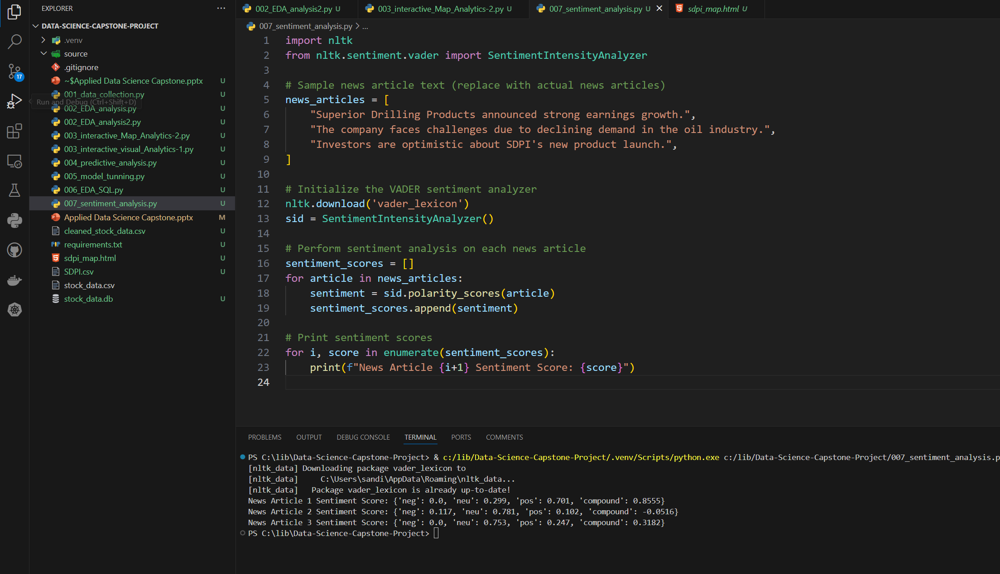 EXPLORER
...
DATA-SCIENCE-CAPSTONE-PROJECT
.venv
source
.gitignore
~$Applied Data Science Capstone.pptx U
001_data_collection.py U
Run and Debug (Ctrl+Shift+D)
002_EDA_analysis.py U
002_EDA_analysis2.py U
003_interactive_Map_Analytics-2.py U
003_interactive_visual_Analytics-1.py U
004_predictive_analysis.py U
005_model_tunning.py U
006_EDA_SQL.py U
007_sentiment_analysis.py U
Applied Data Science Capstone.pptx M
cleaned_stock_data.csv U
requirements.txt U
sdpi_map.html U
SDPI.csv U
stock_data.csv
stock_data.db U
17
002_EDA_analysis2.py U
003_interactive_Map_Analytics-2.py U
007_sentiment_analysis.py U
sdpi_map.html U
007_sentiment_analysis.py > ...
1 import nltk
2 from nltk.sentiment.vader import SentimentIntensityAnalyzer
3
4 # Sample news article text (replace with actual news articles)
5 news_articles = [
6 "Superior Drilling Products announced strong earnings growth.",
7 "The company faces challenges due to declining demand in the oil industry.",
8 "Investors are optimistic about SDPI's new product launch.",
9 ]
10
11 # Initialize the VADER sentiment analyzer
12 nltk.download('vader_lexicon')
13 sid = SentimentIntensityAnalyzer()
14
15 # Perform sentiment analysis on each news article
16 sentiment_scores = []
17 for article in news_articles:
18 sentiment = sid.polarity_scores(article)
19 sentiment_scores.append(sentiment)
20
21 # Print sentiment scores
22 for i, score in enumerate(sentiment_scores):
23 print(f"News Article {i+1} Sentiment Score: {score}")
24
PROBLEMS OUTPUT DEBUG CONSOLE TERMINAL PORTS COMMENTS
PS C:\lib\Data-Science-Capstone-Project> & c:/lib/Data-Science-Capstone-Project/.venv/Scripts/python.exe c:/lib/Data-Science-Capstone-Project/007_sentiment_analysis.p
[nltk_data] Downloading package vader_lexicon to
[nltk_data]     C:\Users\sandi\AppData\Roaming\nltk_data...
[nltk_data]   Package vader_lexicon is already up-to-date!
News Article 1 Sentiment Score: {'neg': 0.0, 'neu': 0.299, 'pos': 0.701, 'compound': 0.8555}
News Article 2 Sentiment Score: {'neg': 0.117, 'neu': 0.781, 'pos': 0.102, 'compound': -0.0516}
News Article 3 Sentiment Score: {'neg': 0.0, 'neu': 0.753, 'pos': 0.247, 'compound': 0.3182}
PS C:\lib\Data-Science-Capstone-Project>